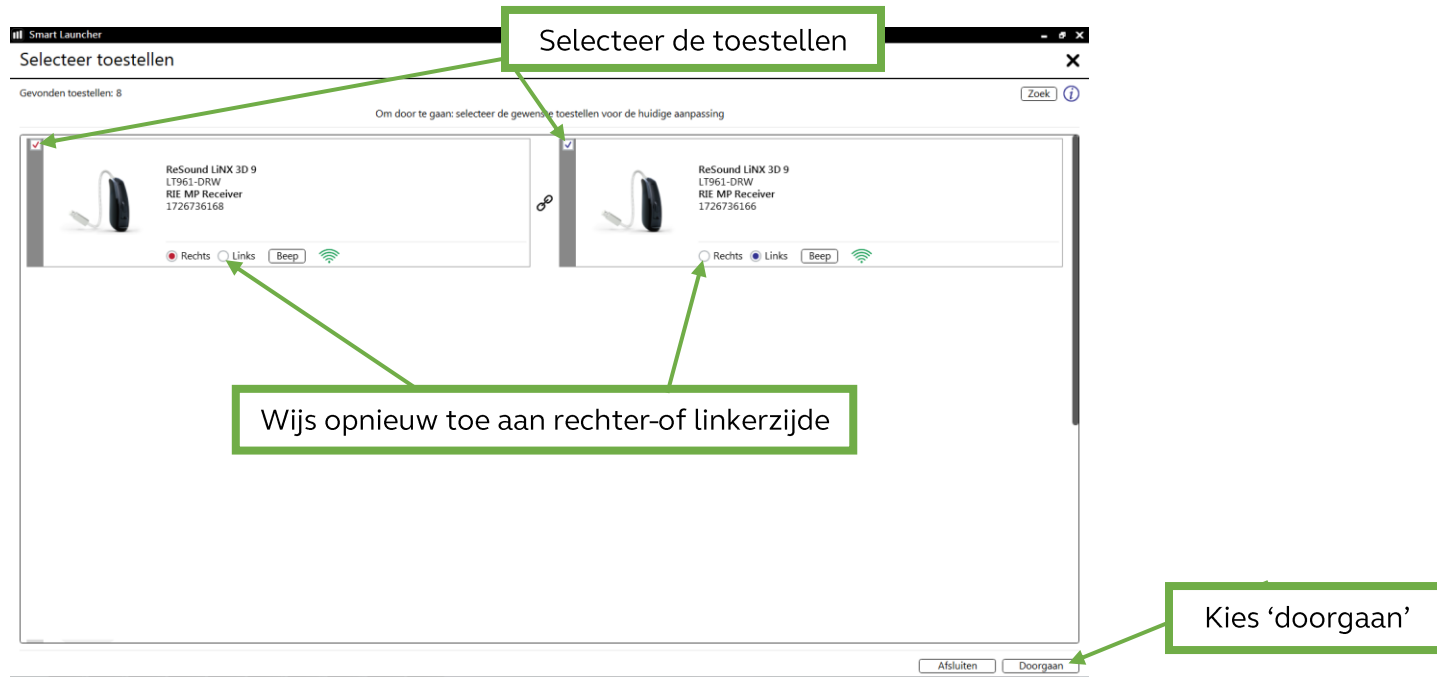 Smart Launcher
Selecteer de toestellen
Selecteer toestellen
Gevonden toestellen: 8
Zoek
Om door te gaan: selecteer de gewenste toestellen voor de huidige aanpassing
ReSound LiNX 3D 9
LT961-DRW
RIE MP Receiver
1726736168
Rechts Links Beep
ReSound LiNX 3D 9
LT961-DRW
RIE MP Receiver
1726736166
Rechts Links Beep
Wijs opnieuw toe aan rechter-of linkerzijde
Kies ‘doorgaan’
Afsluiten Doorgaan